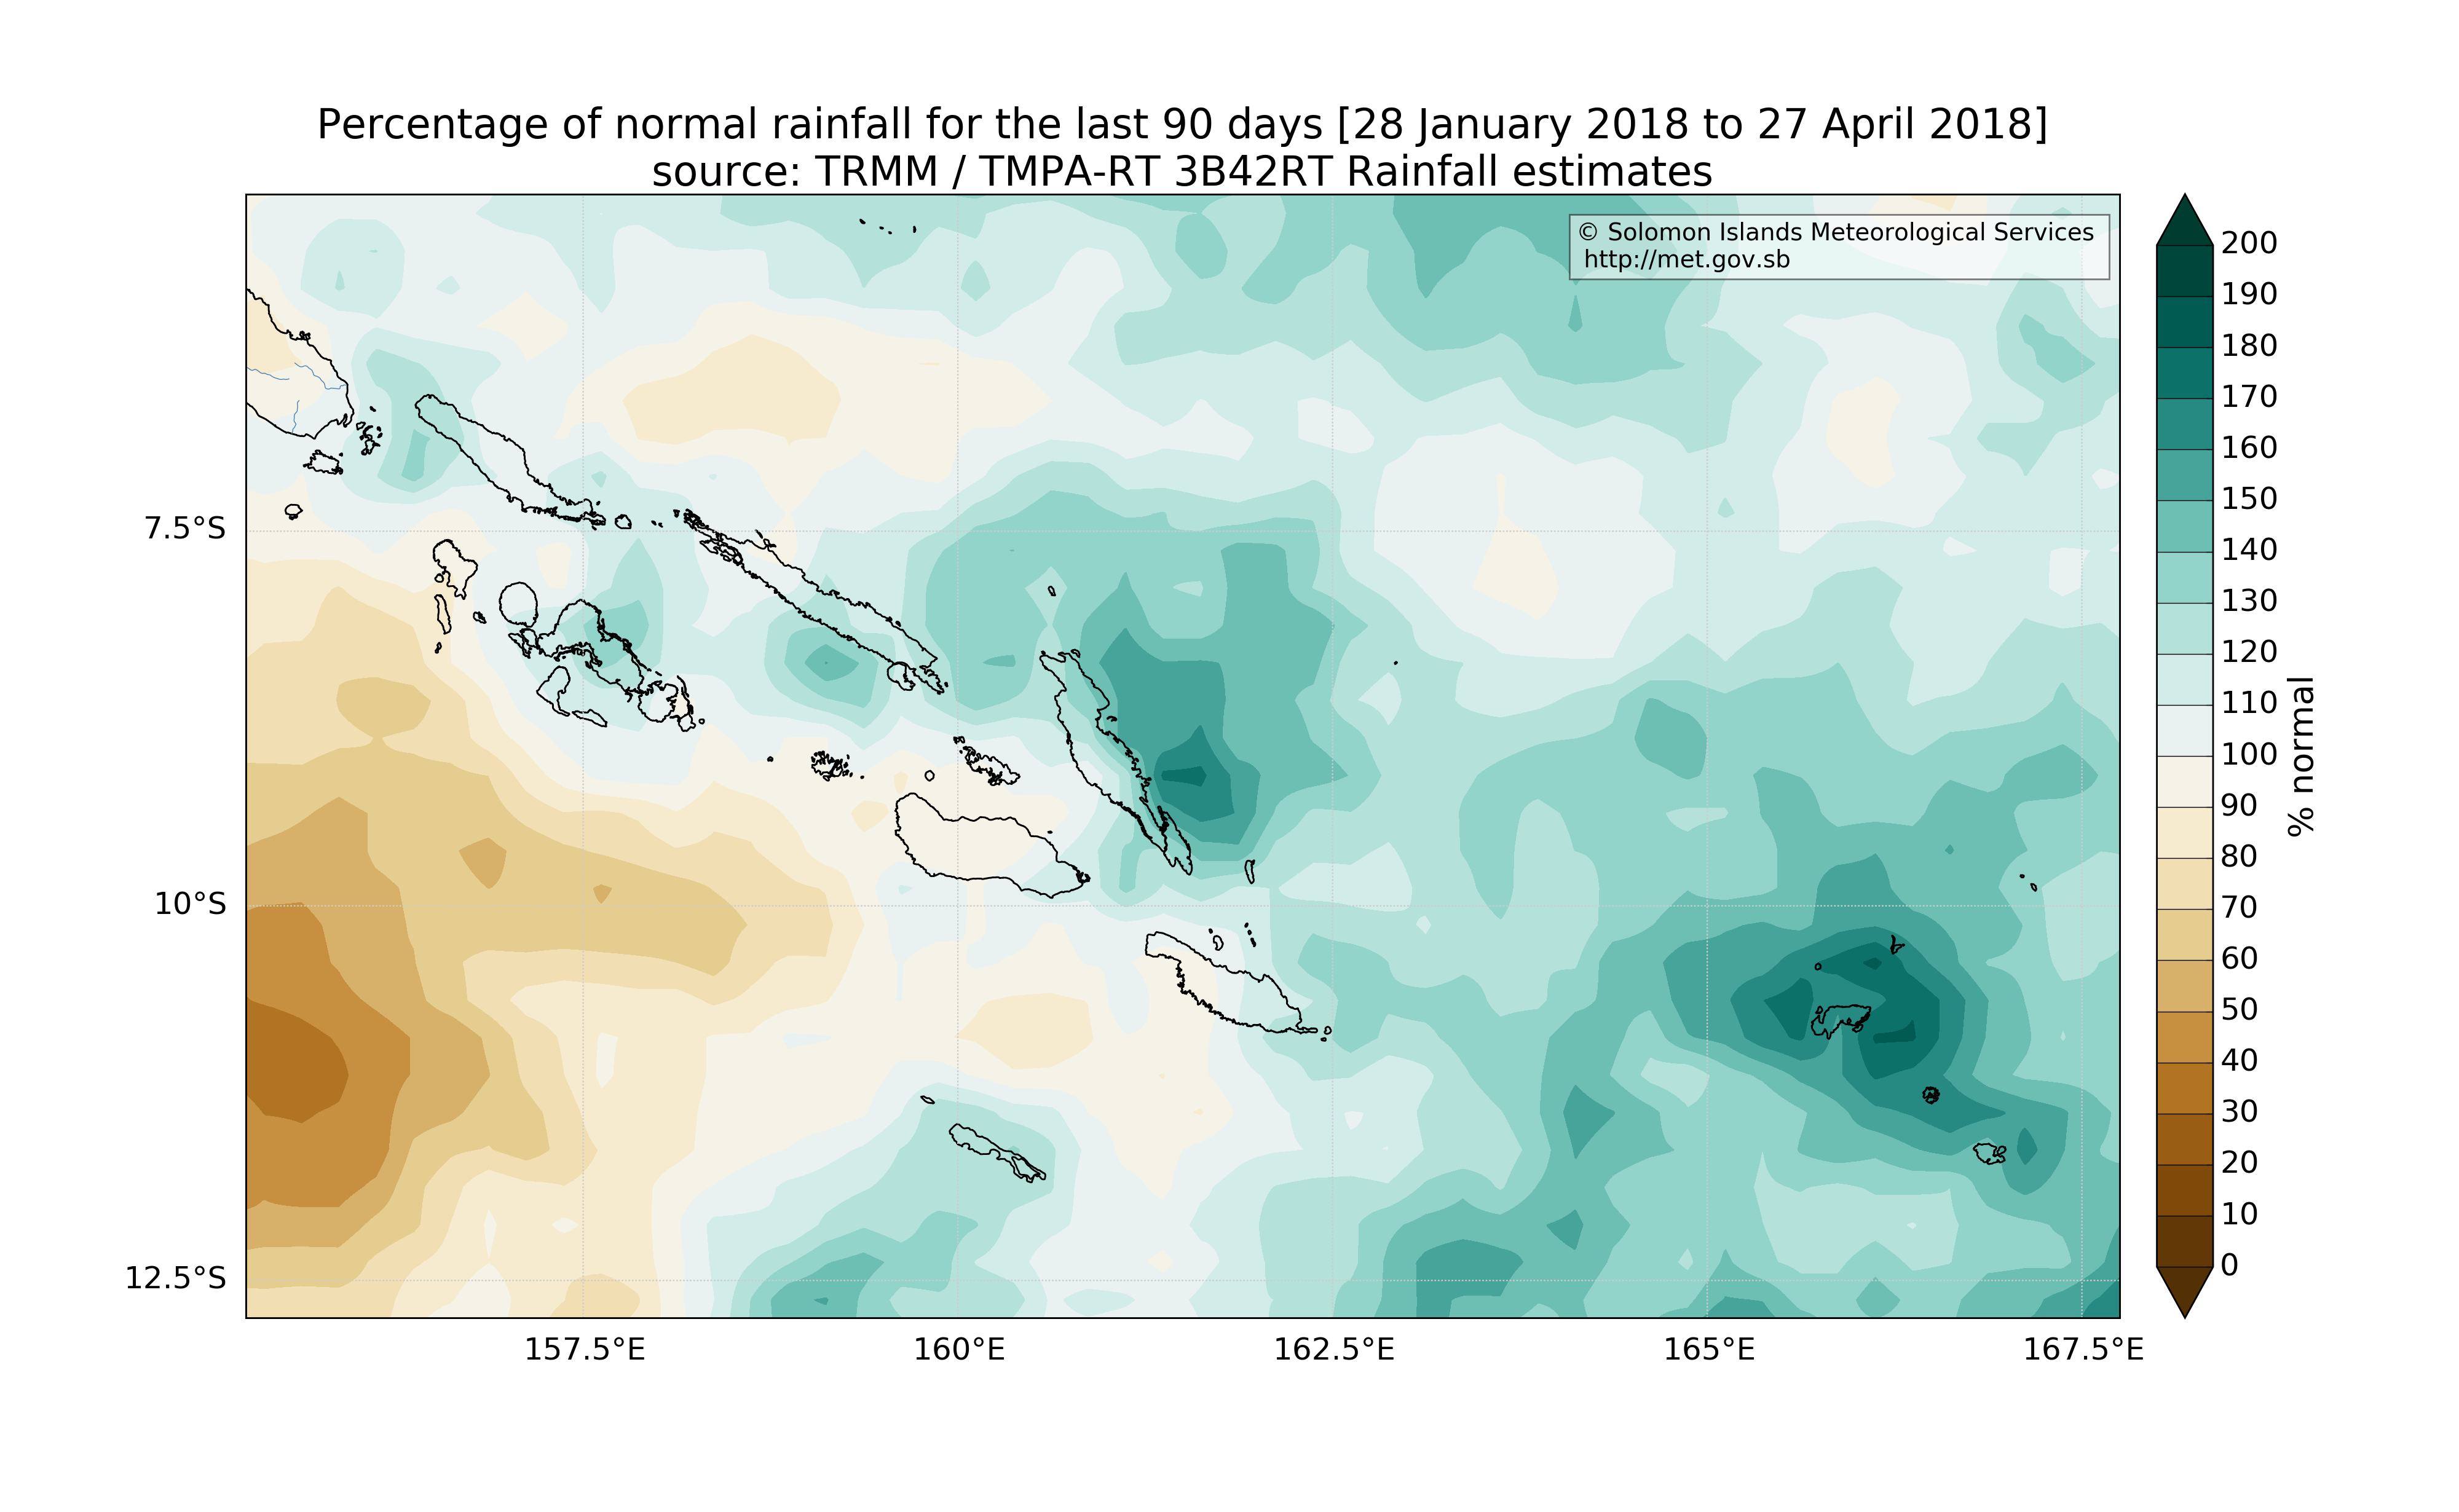 Percentage of normal rainfall for the last 90 days [28 January 2018 to 27 April 2018]
source: TRMM / TMPA-RT 3B42RT Rainfall estimates
© Solomon Islands Meteorological Services
http://met.gov.sb
7.5°S
10°S
12.5°S
157.5°E
160°E
162.5°E
165°E
167.5°E
200
190
180
170
160
150
140
130
120
110
100
90
80
70
60
50
40
30
20
10
0
% normal